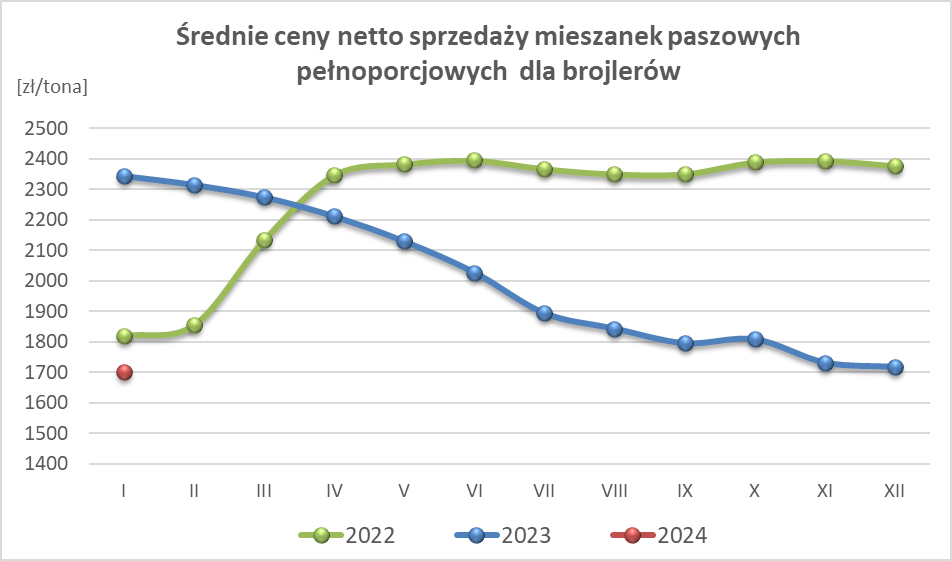 Średnie ceny netto sprzedaży mieszanek paszowych
pełnoporcjowych dla brojlerów
[zł/tona]
2500
2400
2300
2200
2100
2000
1900
1800
1700
1600
1500
1400
I II III IV V VI VII VIII IX X XI XII
2022 2023 2024